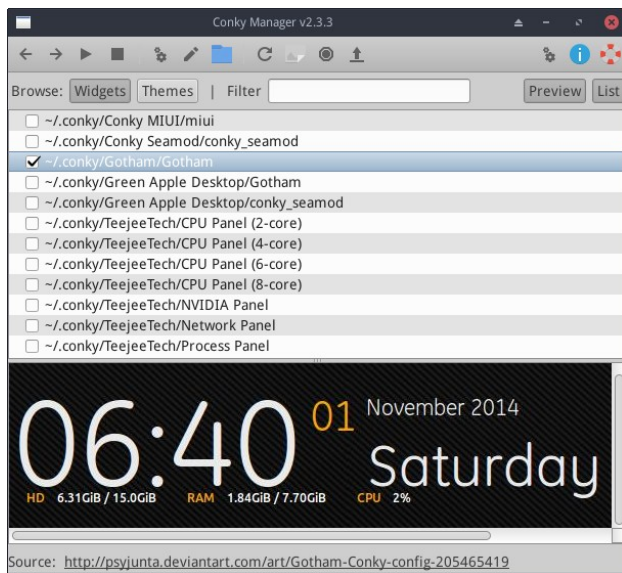 Conky Manager v2.3.3
Browse: Widgets Themes | Filter Preview List
~/.conky/Conky MIUI/miui
~/.conky/Conky Seamod/conky_seamod
~/.conky/Gotham/Gotham
~/.conky/Green Apple Desktop/Gotham
~/.conky/Green Apple Desktop/conky_seamod
~/.conky/TeejeeTech/CPU Panel (2-core)
~/.conky/TeejeeTech/CPU Panel (4-core)
~/.conky/TeejeeTech/CPU Panel (6-core)
~/.conky/TeejeeTech/CPU Panel (8-core)
~/.conky/TeejeeTech/NVIDIA Panel
~/.conky/TeejeeTech/Network Panel
~/.conky/TeejeeTech/Process Panel
06:40 01 November 2014
Saturday
HD 6.31GiB / 15.0GiB RAM 1.84GiB / 7.70GiB CPU 2%
Source: http://psyjunta.deviantart.com/art/Gotham-Conky-config-205465419